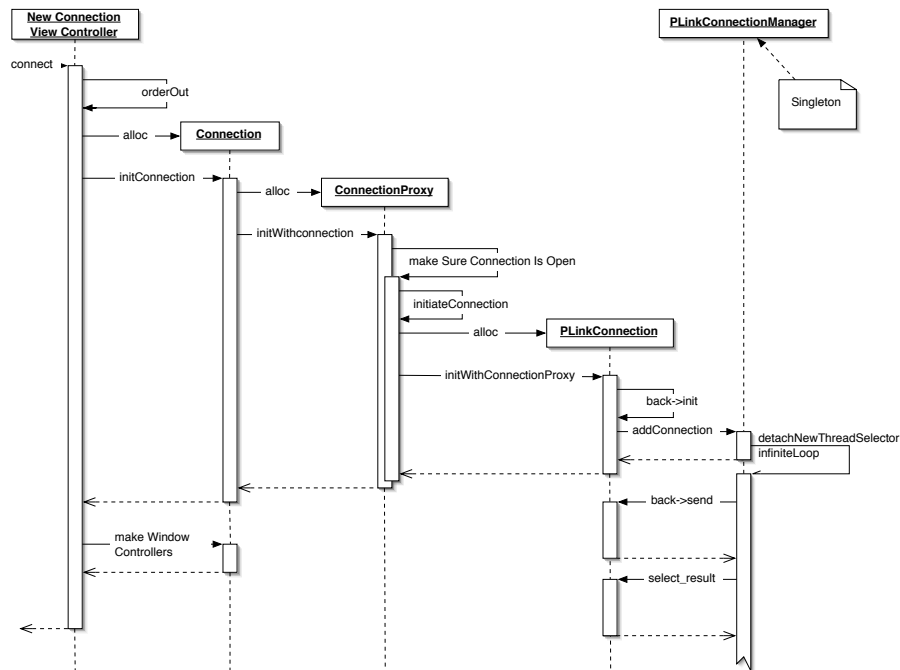 New Connection
View Controller
PLinkConnectionManager
connect
orderOut
Singleton
alloc
Connection
initConnection
alloc
ConnectionProxy
initWithconnection
make Sure Connection Is Open
initiateConnection
alloc
PLinkConnection
initWithConnectionProxy
back->init
addConnection
detachNewThreadSelector
infiniteLoop
back->send
make Window
Controllers
select_result